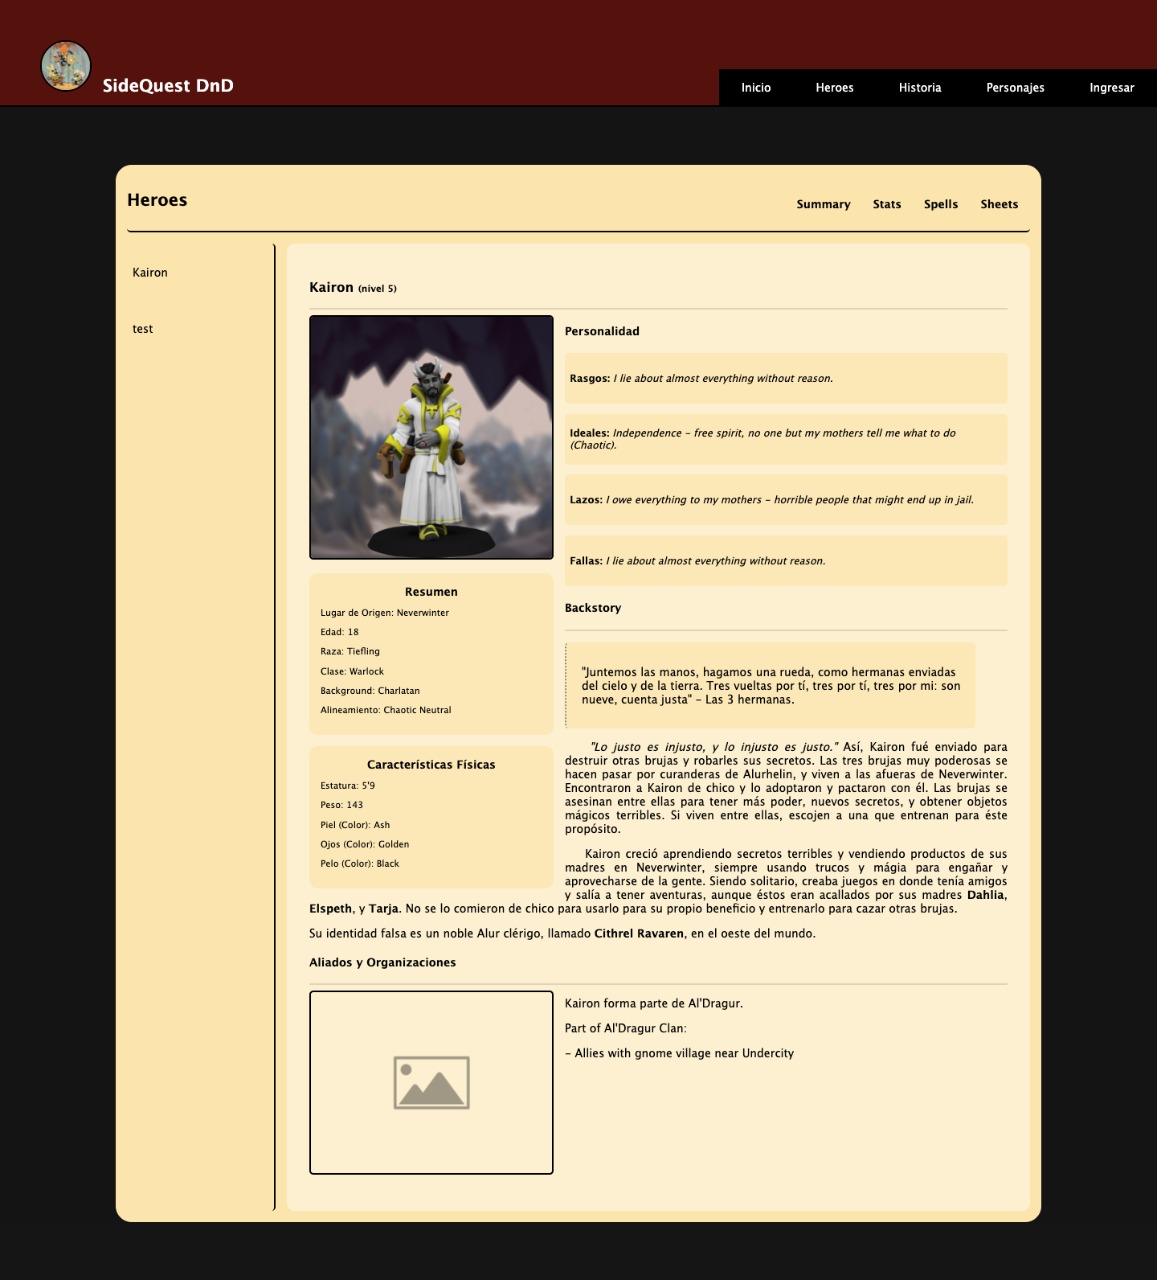 SideQuest DnD
Inicio Heroes Historia Personajes Ingresar
Heroes
Summary Stats Spells Sheets
Kairon
test
Kairon (nivel 5)
Personalidad
Rasgos: I lie about almost everything without reason.
Ideales: Independence – free spirit, no one but my mothers tell me what to do
(Chaotic).
Lazos: I owe everything to my mothers – horrible people that might end up in jail.
Fallas: I lie about almost everything without reason.
Resumen
Lugar de Origen: Neverwinter
Edad: 18
Raza: Tiefling
Clase: Warlock
Background: Charlatan
Alineamiento: Chaotic Neutral
Características Físicas
Estatura: 5'9
Peso: 143
Piel (Color): Ash
Ojos (Color): Golden
Pelo (Color): Black
Backstory
"Juntemos las manos, hagamos una rueda, como hermanas enviadas
del cielo y de la tierra. Tres vueltas por tí, tres por tí, tres por mi: son
nueve, cuenta justa" – Las 3 hermanas.
"Lo justo es injusto, y lo injusto es justo." Así, Kairon fué enviado para
destruir otras brujas y robarles sus secretos. Las tres brujas muy poderosas se
hacen pasar por curanderas de Alurhelin, y viven a las afueras de Neverwinter.
Encontraron a Kairon de chico y lo adoptaron y pactaron con él. Las brujas se
asesinan entre ellas para tener más poder, nuevos secretos, y obtener objetos
mágicos terribles. Si viven entre ellas, escojen a una que entrenan para éste
propósito.
Kairon creció aprendiendo secretos terribles y vendiendo productos de sus
madres en Neverwinter, siempre usando trucos y mágia para engañar y
aprovecharse de la gente. Siendo solitario, creaba juegos en donde tenía amigos
y salía a tener aventuras, aunque éstos eran acallados por sus madres Dahlia,
Elspeth, y Tarja. No se lo comieron de chico para usarlo para su propio beneficio y entrenarlo para cazar otras brujas.
Su identidad falsa es un noble Alur clérigo, llamado Cithrel Ravaren, en el oeste del mundo.
Aliados y Organizaciones
Kairon forma parte de Al'Dragur.
Part of Al'Dragur Clan:
– Allies with gnome village near Undercity